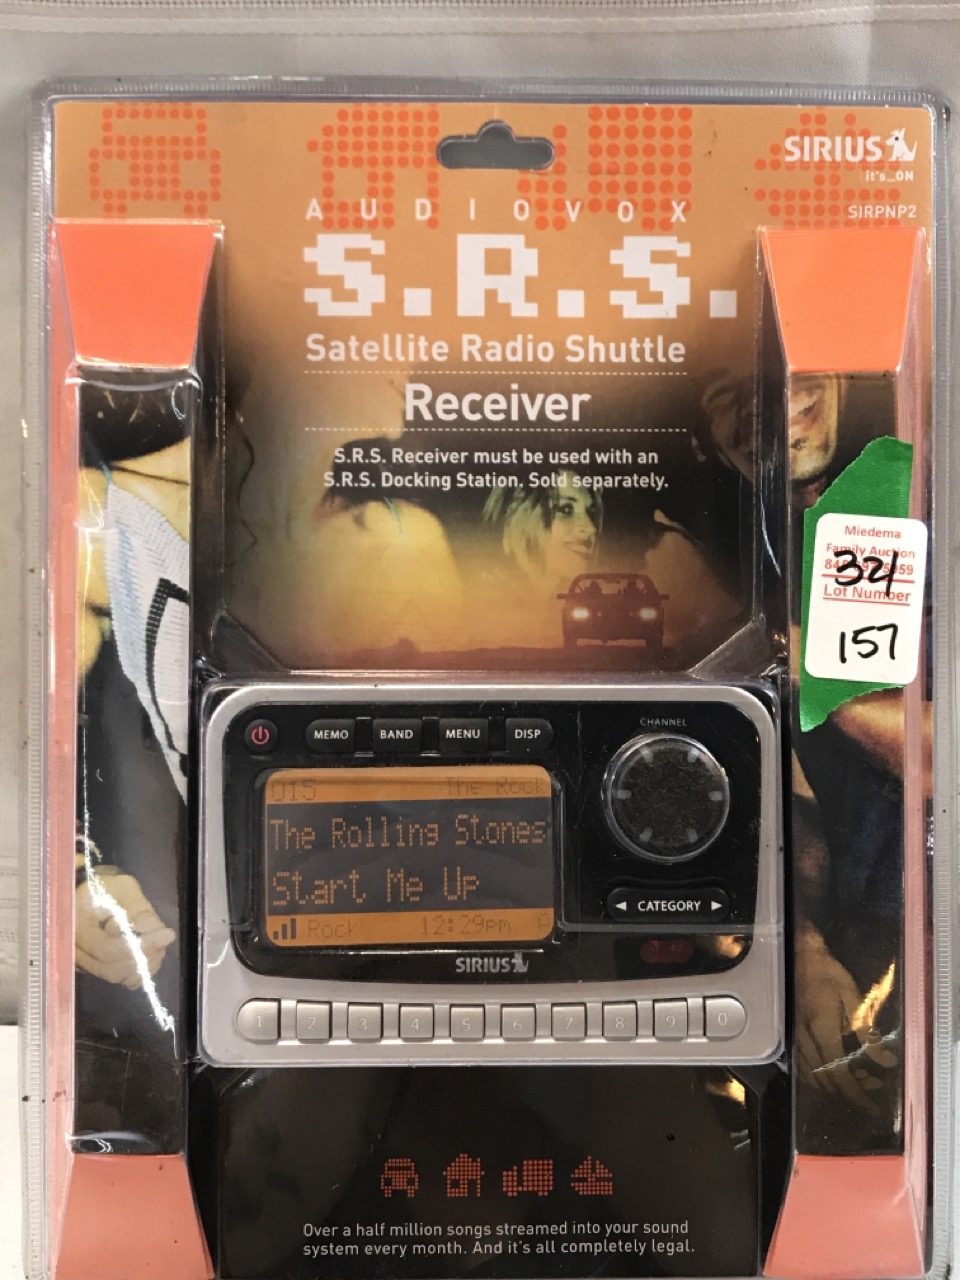 SIRIUS
it's_ON
SIRPNP2
AUDIOVOX
S.R.S.
Satellite Radio Shuttle
Receiver
S.R.S. Receiver must be used with an
S.R.S. Docking Station. Sold separately.
Miedema
Family Auction
321
Lot Number
157
CHANNEL
MEMO BAND MENU DISP
015 The Rock
The Rolling Stones
Start Me Up
Rock 12:29pm
◄ CATEGORY ►
SIRIUS
1 2 3 4 5 6 7 8 9 0
Over a half million songs streamed into your sound
system every month. And it's all completely legal.